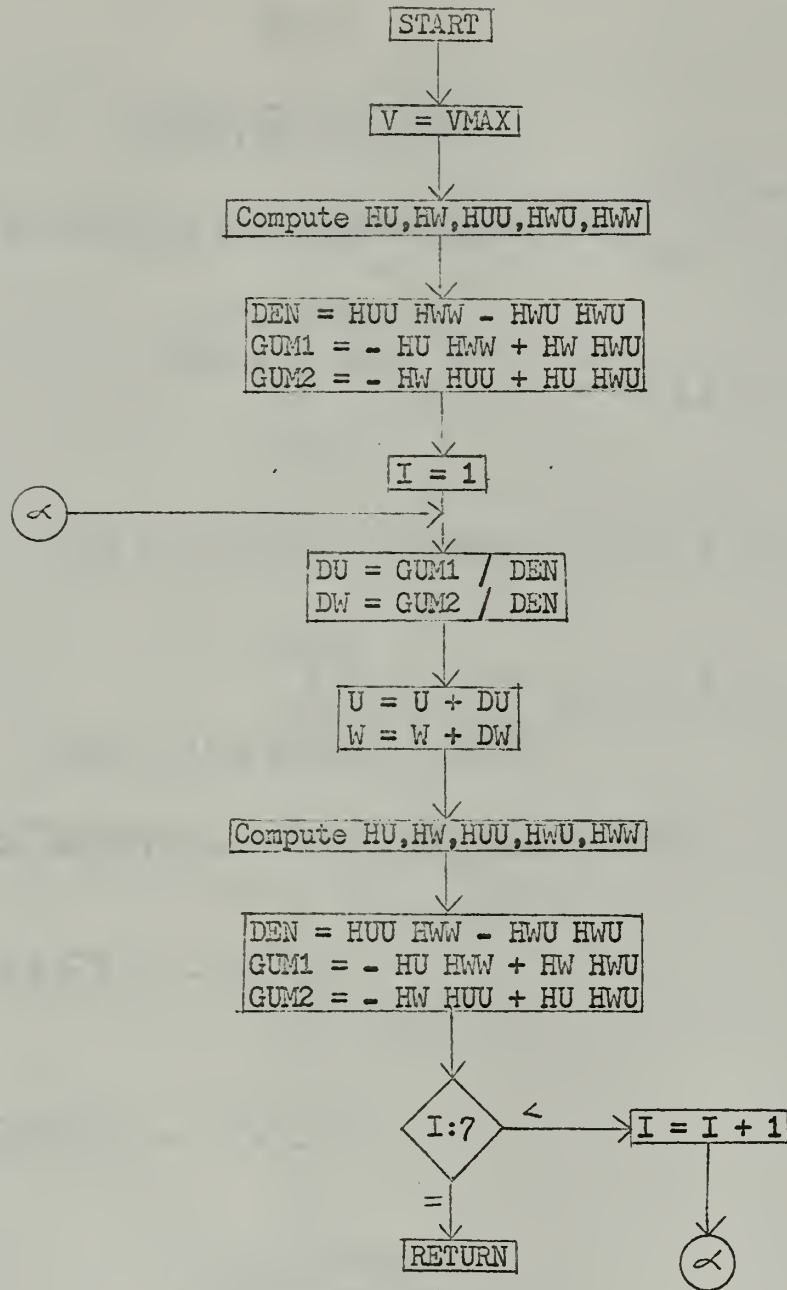 START
V = VMAX
Compute HU,HW,HUU,HWU,HWW
DEN = HUU HWW - HWU HWU
GUM1 = - HU HWW + HW HWU
GUM2 = - HW HUU + HU HWU
I = 1
∝
DU = GUM1 / DEN
DW = GUM2 / DEN
U = U + DU
W = W + DW
Compute HU,HW,HUU,HWU,HWW
DEN = HUU HWW - HWU HWU
GUM1 = - HU HWW + HW HWU
GUM2 = - HW HUU + HU HWU
I:7
<
I = I + 1
=
RETURN
∝